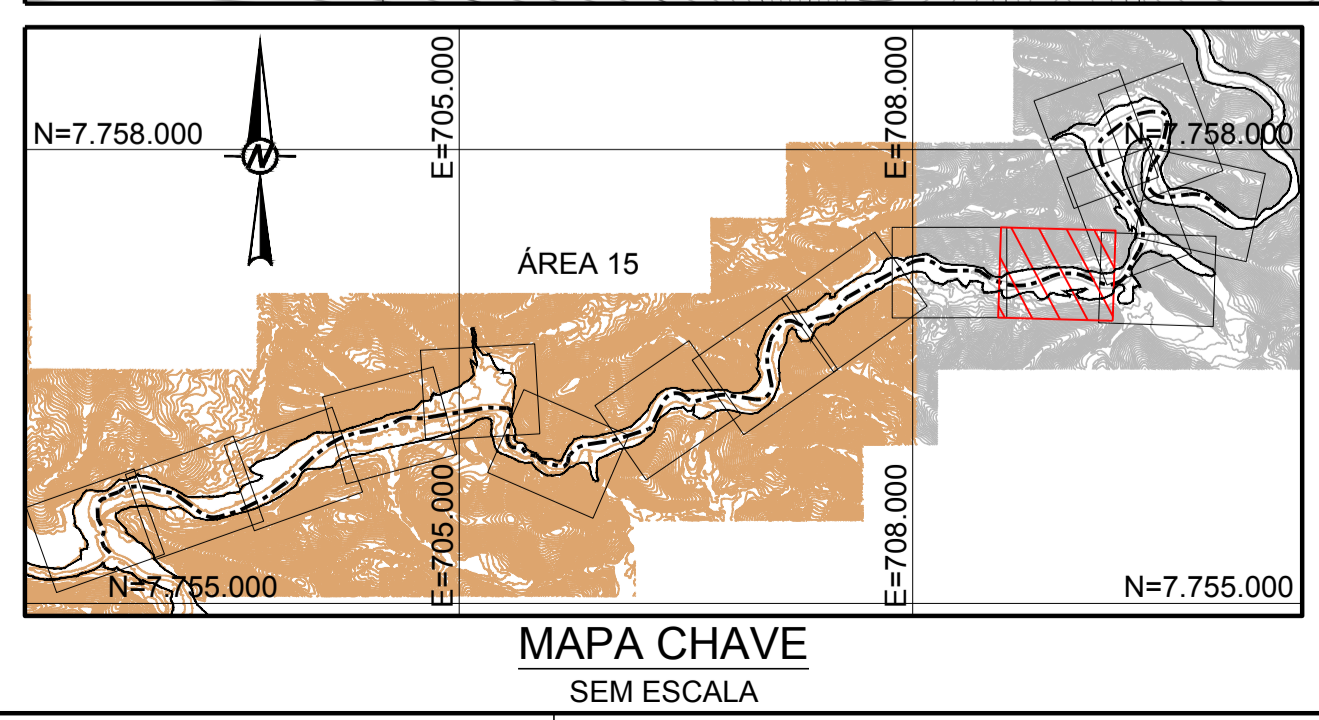 E=705.000
E=708.000
N=7.758.000
N=7.758.000
N
ÁREA 15
E=705.000
E=708.000
N=7.755.000
N=7.755.000
MAPA CHAVE
SEM ESCALA